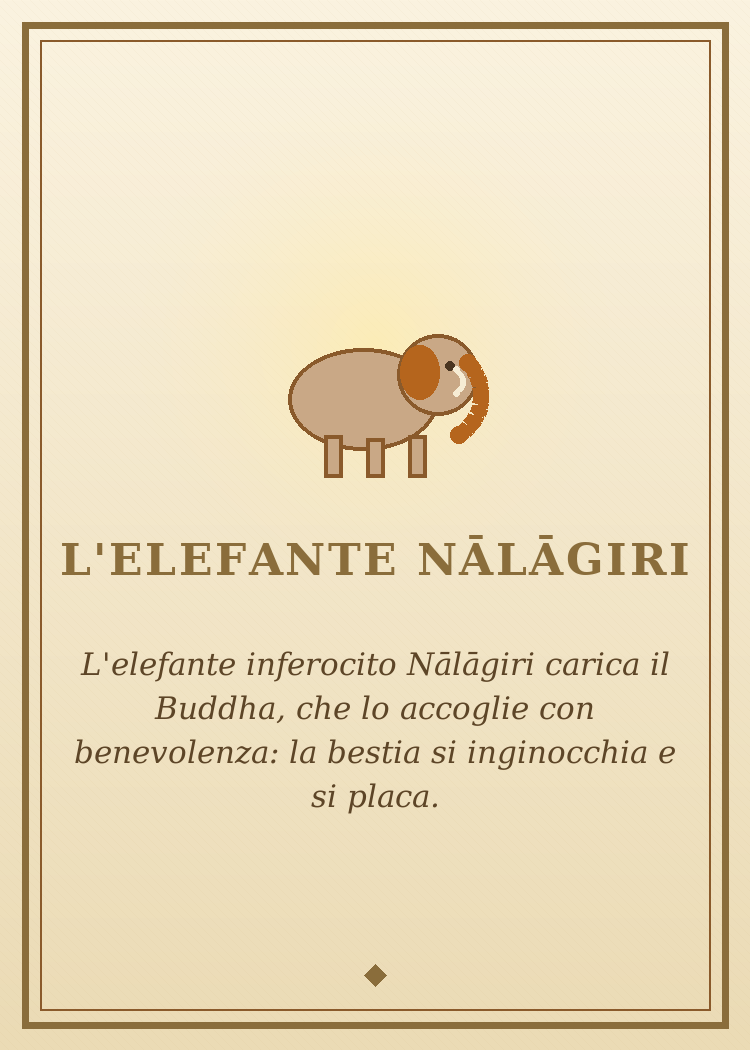 L'ELEFANTE NĀLĀGIRI
L'elefante inferocito Nālāgiri carica il
Buddha, che lo accoglie con
benevolenza: la bestia si inginocchia e
si placa.